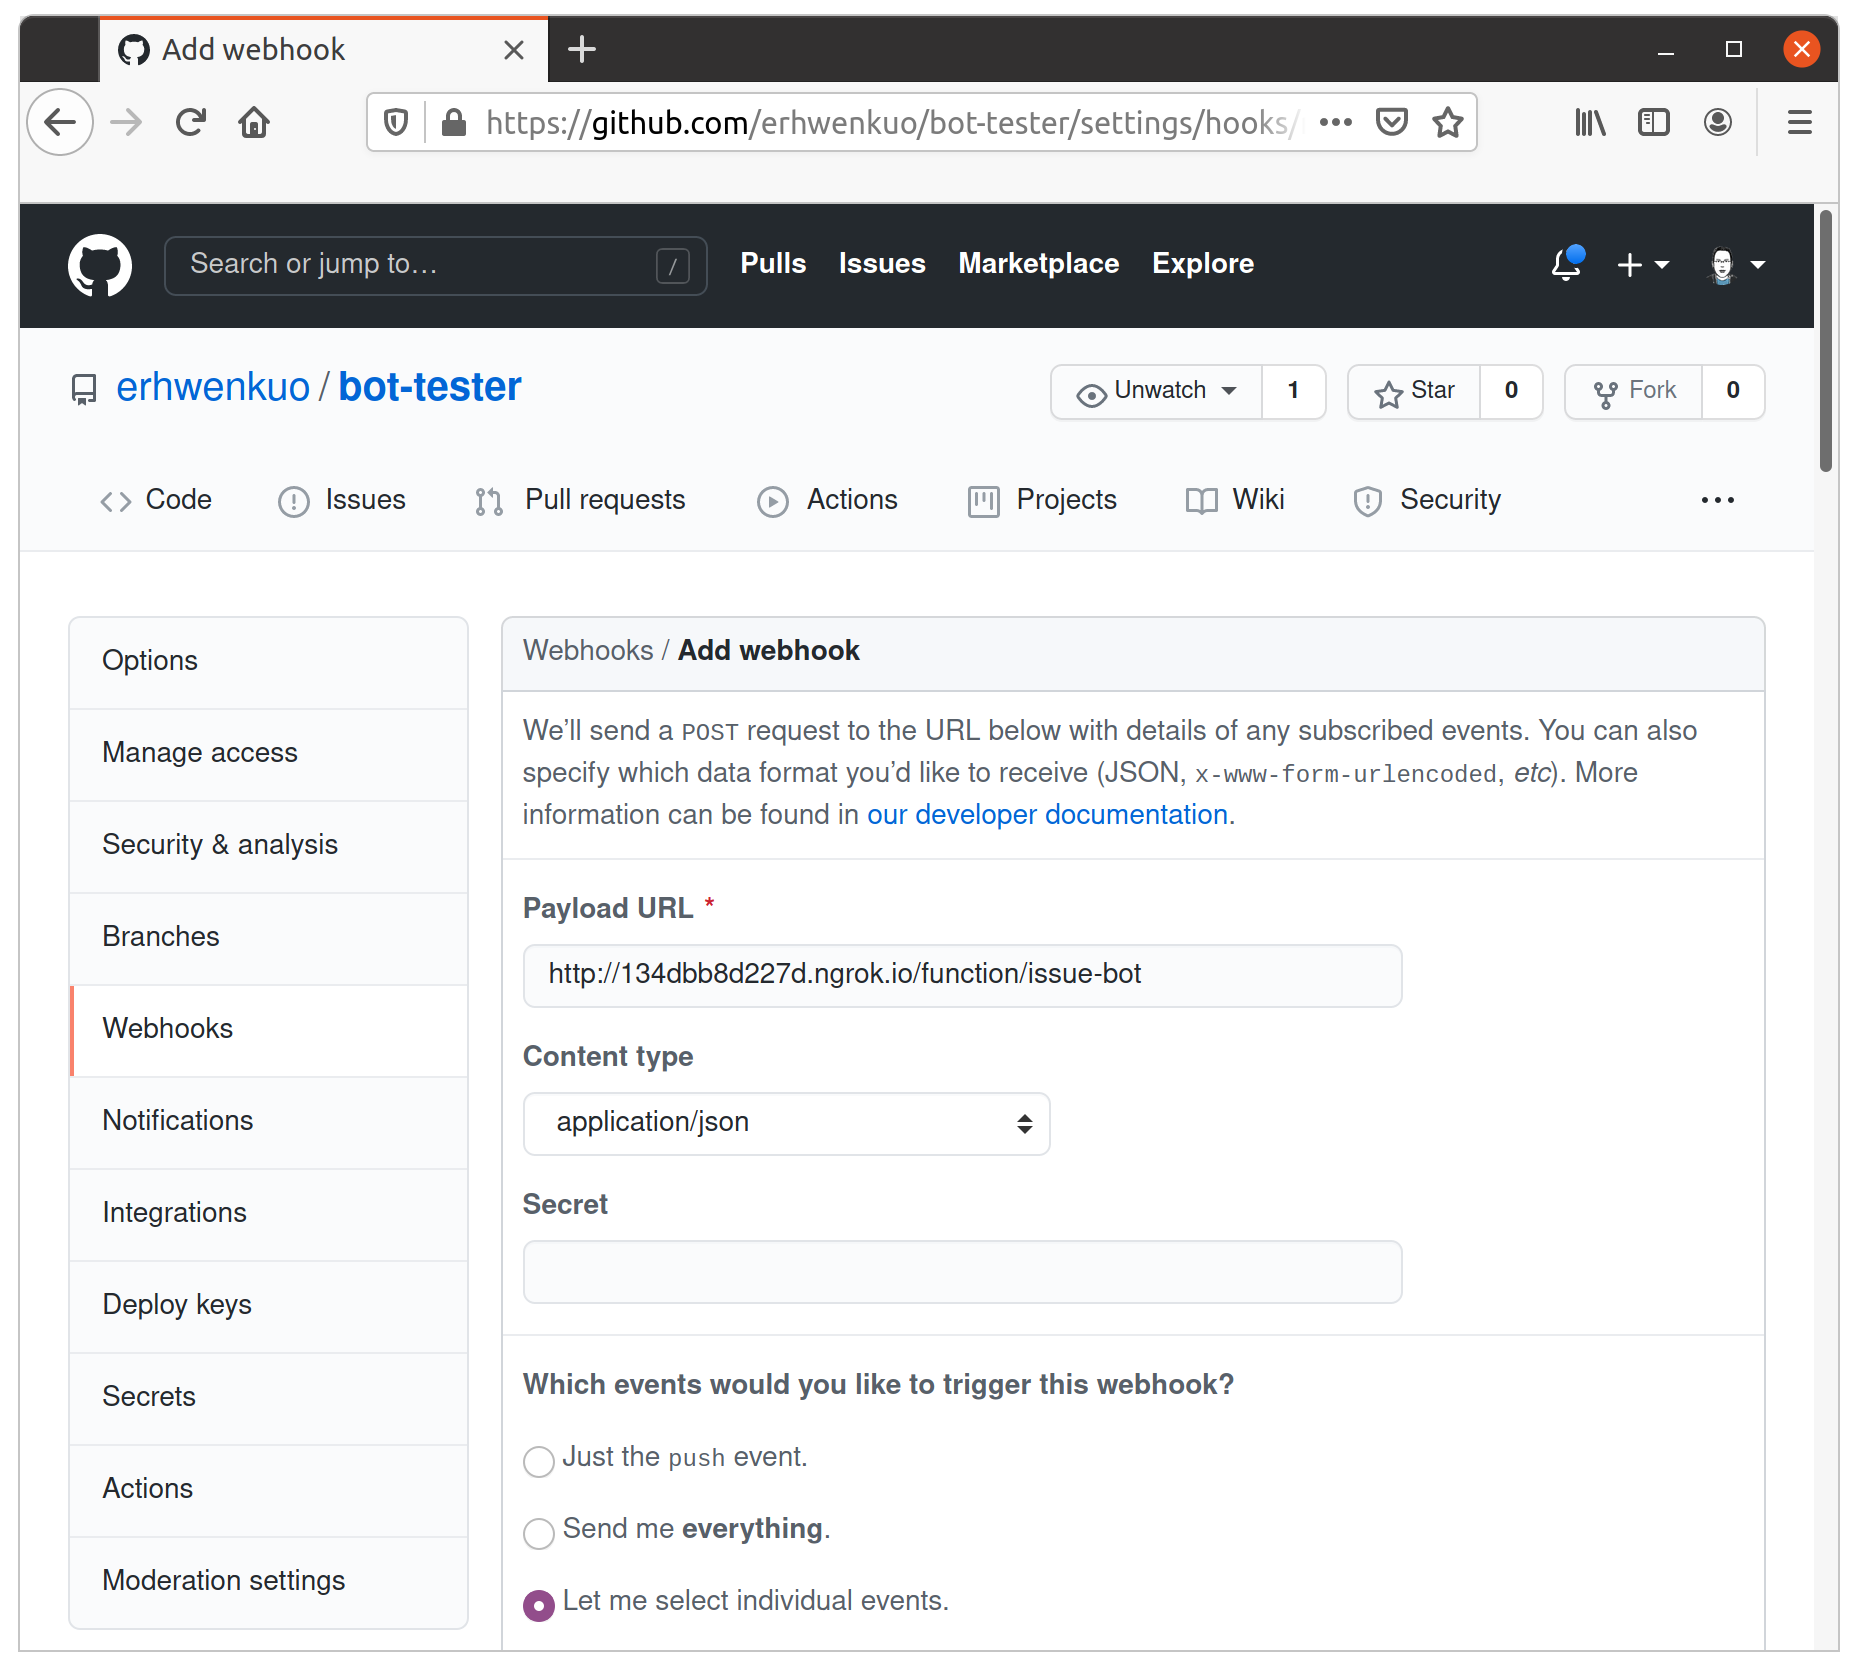 Add webhook
https://github.com/erhwenkuo/bot-tester/settings/hooks/
Search or jump to… /
Pulls Issues Marketplace Explore
erhwenkuo / bot-tester
Unwatch 1 Star 0 Fork 0
Code Issues Pull requests Actions Projects Wiki Security
Options
Manage access
Security & analysis
Branches
Webhooks
Notifications
Integrations
Deploy keys
Secrets
Actions
Moderation settings
Webhooks / Add webhook
We’ll send a POST request to the URL below with details of any subscribed events. You can also
specify which data format you’d like to receive (JSON, x-www-form-urlencoded, etc). More
information can be found in our developer documentation.
Payload URL *
http://134dbb8d227d.ngrok.io/function/issue-bot
Content type
application/json
Secret
Which events would you like to trigger this webhook?
Just the push event.
Send me everything.
Let me select individual events.